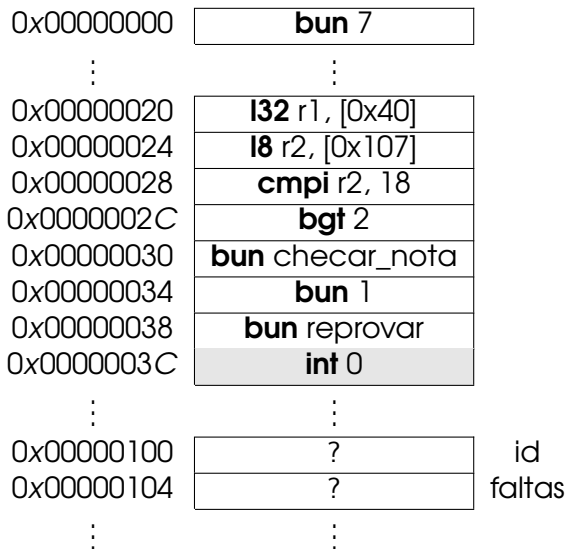 0x00000000 bun 7
⋮ ⋮
0x00000020 l32 r1, [0x40]
0x00000024 l8 r2, [0x107]
0x00000028 cmpi r2, 18
0x0000002C bgt 2
0x00000030 bun checar_nota
0x00000034 bun 1
0x00000038 bun reprovar
0x0000003C int 0
⋮ ⋮
0x00000100 ? id
0x00000104 ? faltas
⋮ ⋮